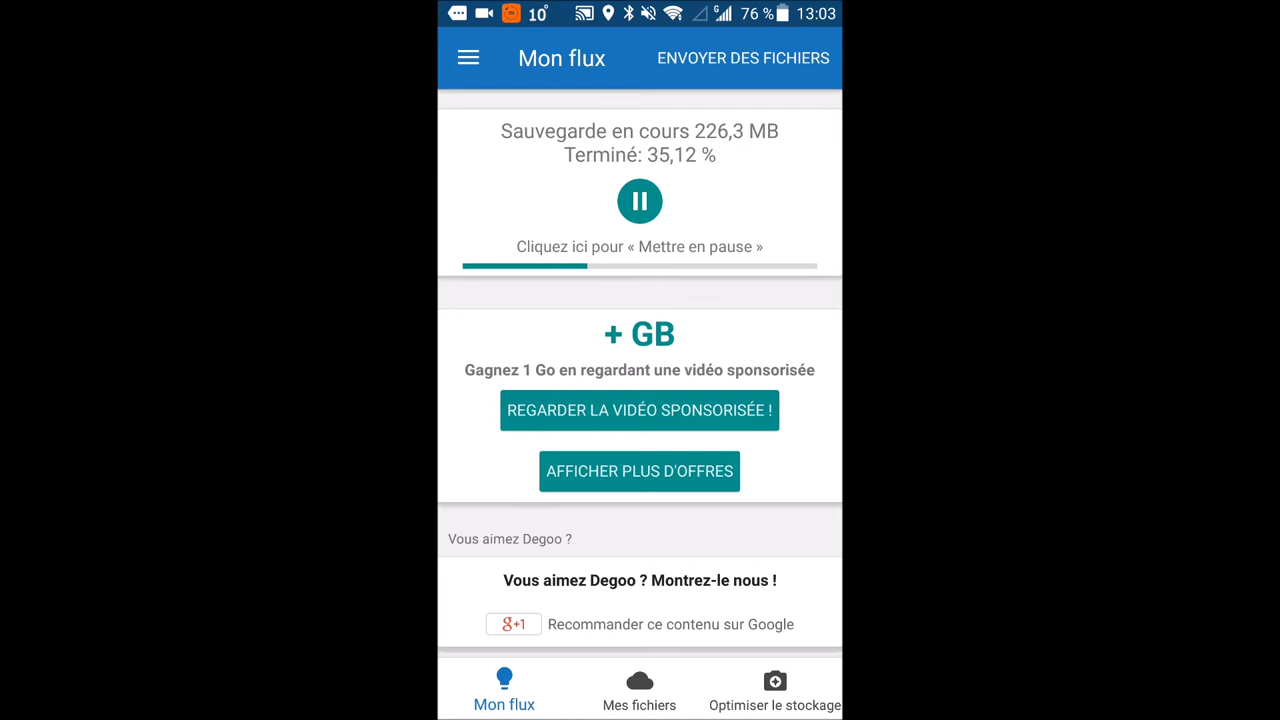 10° G 76 % 13:03
Mon flux ENVOYER DES FICHIERS
Sauvegarde en cours 226,3 MB
Terminé: 35,12 %
Cliquez ici pour « Mettre en pause »
+ GB
Gagnez 1 Go en regardant une vidéo sponsorisée
REGARDER LA VIDÉO SPONSORISÉE !
AFFICHER PLUS D'OFFRES
Vous aimez Degoo ?
Vous aimez Degoo ? Montrez-le nous !
g+1 Recommander ce contenu sur Google
Mon flux Mes fichiers Optimiser le stockage